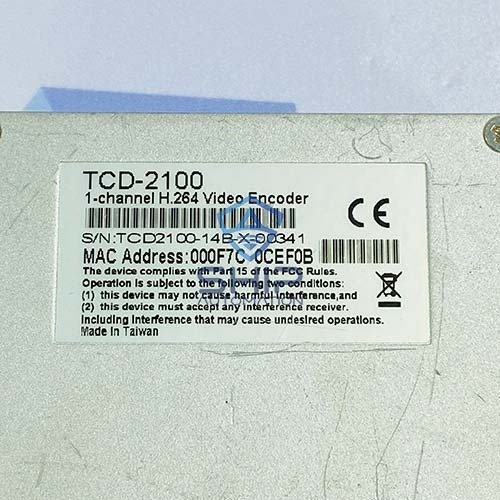 TCD-2100
1-channel H.264 Video Encoder
S/N:TCD2100-14B-X-00341
MAC Address:000F7C 0CEF0B
The device complies with Part 15 of the FCC Rules.
Operation is subject to the following two conditions:
(1) this device may not cause harmful interference,and
(2) this device must accept any interference receiver.
Including Interference that may cause undesired operations.
Made In Taiwan
CE
SHIP
AUTOMATION